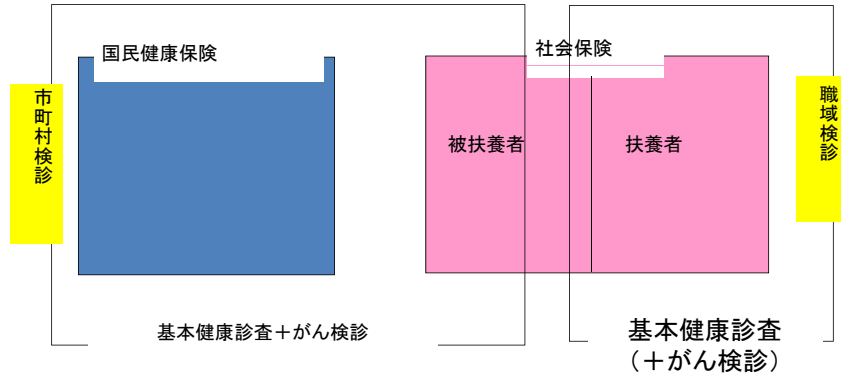 国民健康保険
社会保険
市町村検診
職域検診
被扶養者
扶養者
基本健康診査+がん検診
基本健康診査
(+がん検診)